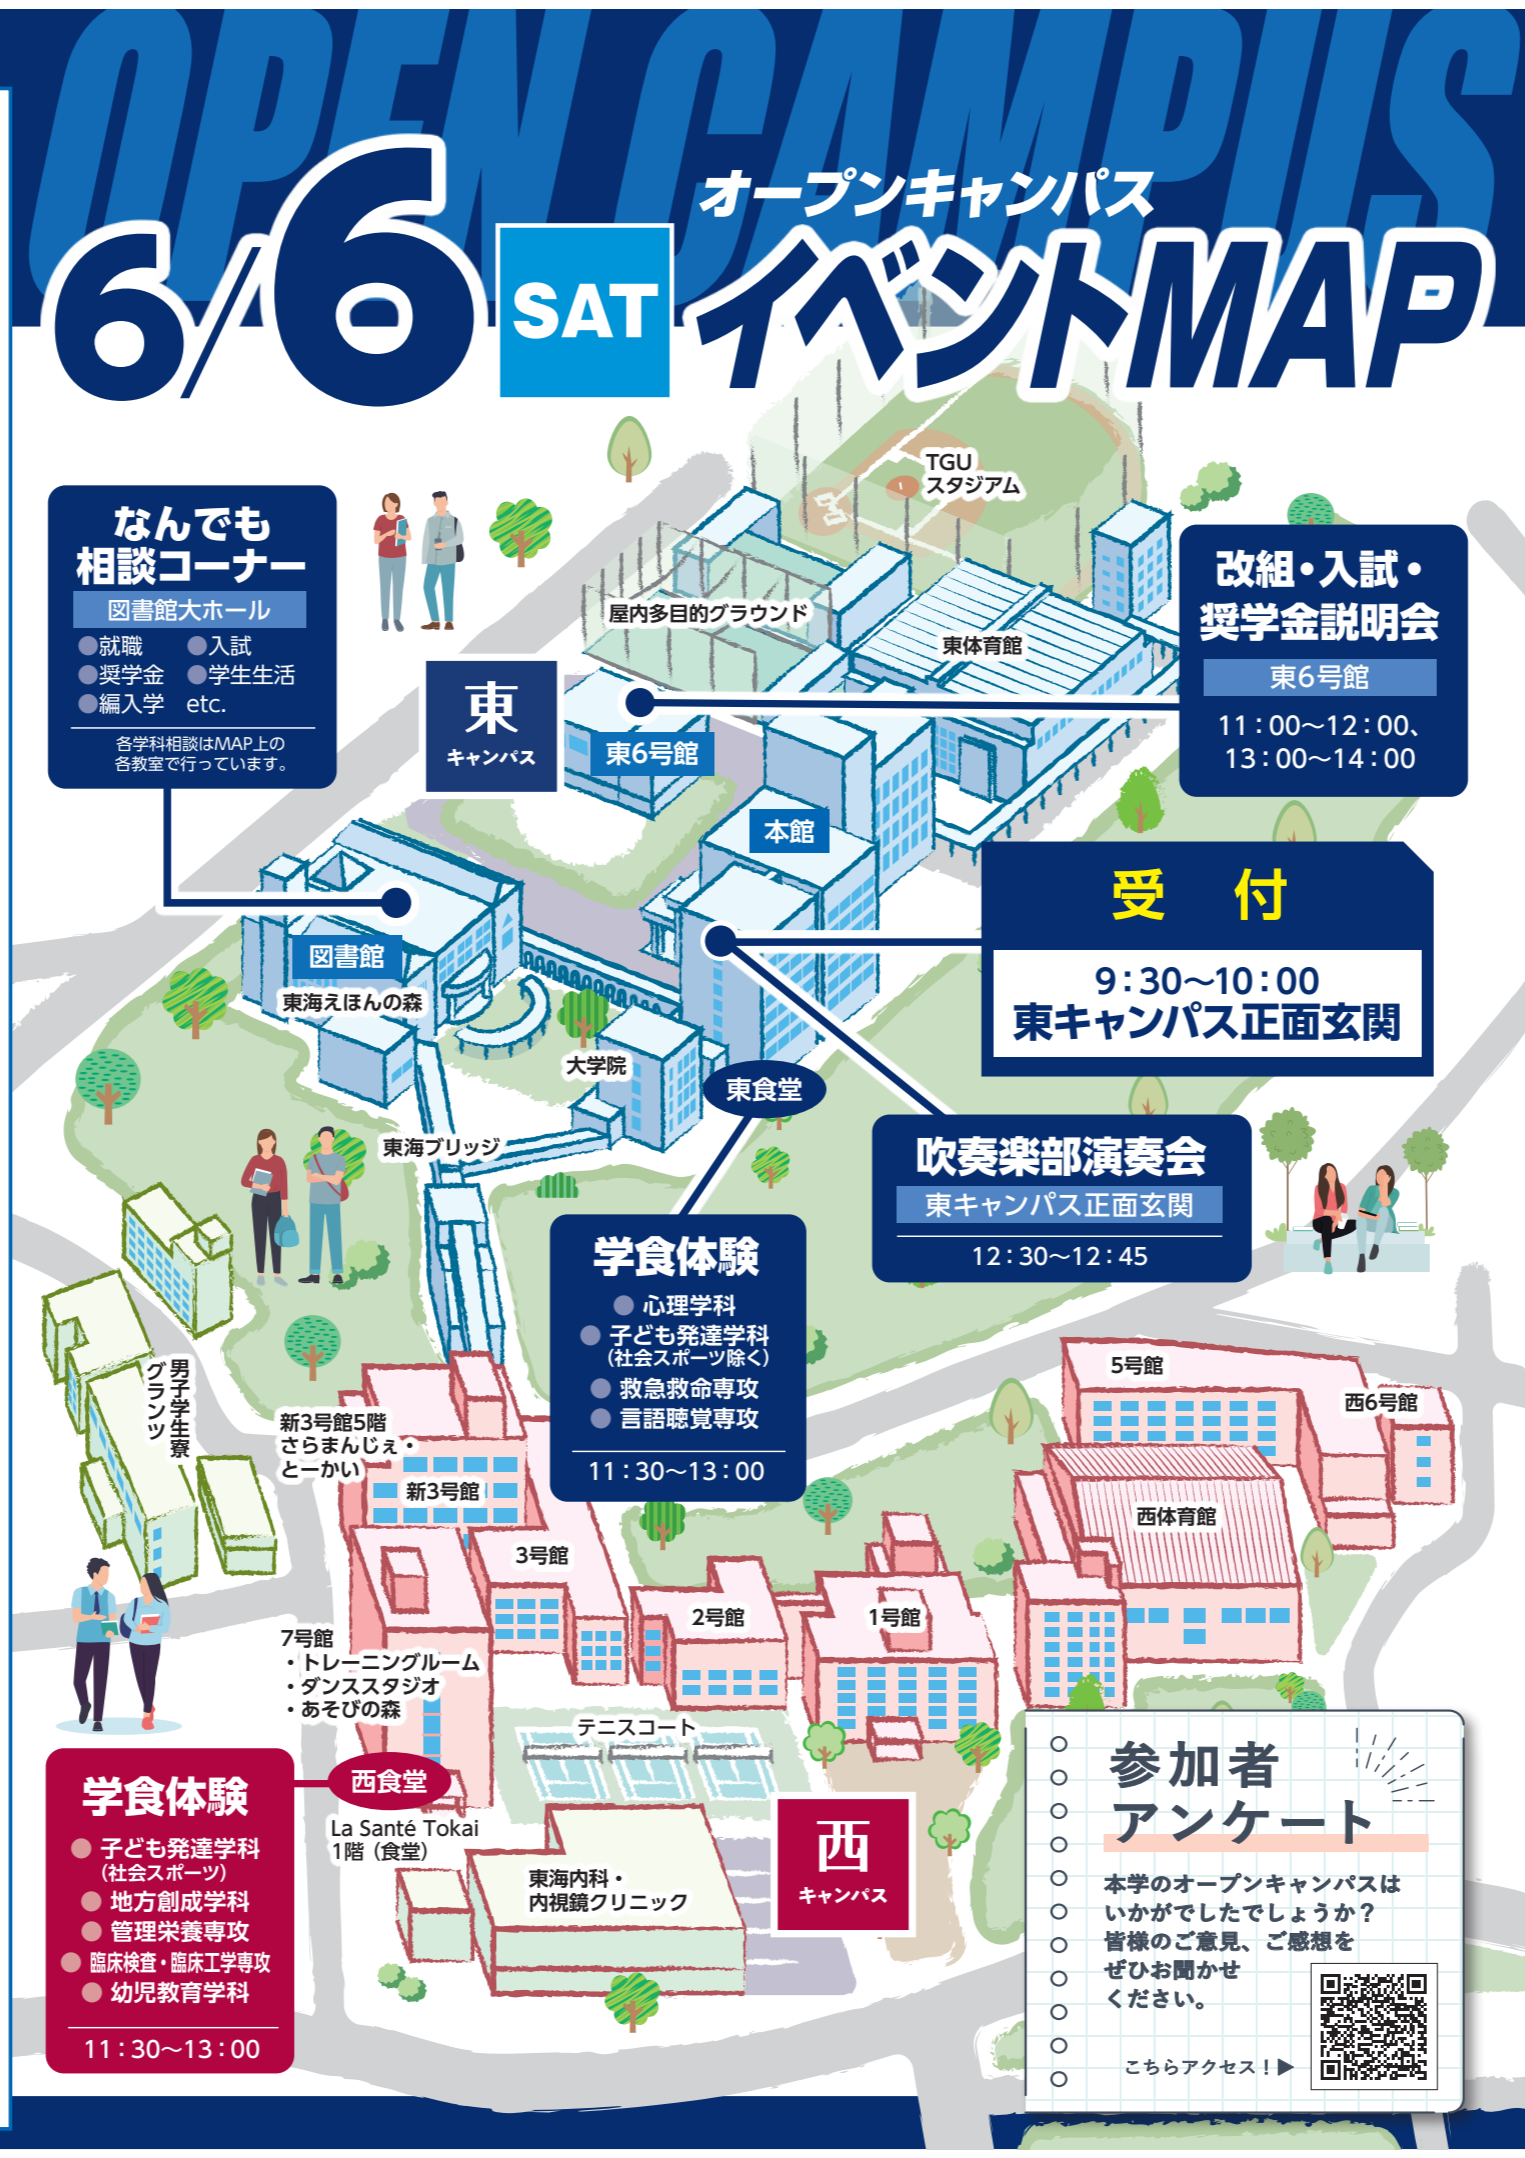 OPEN CAMPUS
6/6
SAT
オープンキャンパス
イベントMAP
TGU
スタジアム
なんでも
相談コーナー
図書館大ホール
●就職 ●入試
●奨学金 ●学生生活
●編入学 etc.
各学科相談はMAP上の
各教室で行っています。
改組・入試・
奨学金説明会
東6号館
11：00～12：00、
13：00～14：00
屋内多目的グラウンド
東体育館
東
キャンパス
東6号館
本館
受 付
9：30～10：00
東キャンパス正面玄関
図書館
東海えほんの森
大学院
東食堂
東海ブリッジ
吹奏楽部演奏会
東キャンパス正面玄関
12：30～12：45
学食体験
● 心理学科
● 子ども発達学科
（社会スポーツ除く）
● 救急救命専攻
● 言語聴覚専攻
11：30～13：00
男子学生寮
グランツ
新3号館5階
さらまんじぇ・
とーかい
新3号館
3号館
2号館
1号館
5号館
西6号館
西体育館
7号館
・トレーニングルーム
・ダンススタジオ
・あそびの森
テニスコート
学食体験
● 子ども発達学科
（社会スポーツ）
● 地方創成学科
● 管理栄養専攻
● 臨床検査・臨床工学専攻
● 幼児教育学科
11：30～13：00
西食堂
La Santé Tokai
1階（食堂）
東海内科・
内視鏡クリニック
西
キャンパス
参加者
アンケート
本学のオープンキャンパスは
いかがでしたでしょうか？
皆様のご意見、ご感想を
ぜひお聞かせ
ください。
こちらアクセス！▶